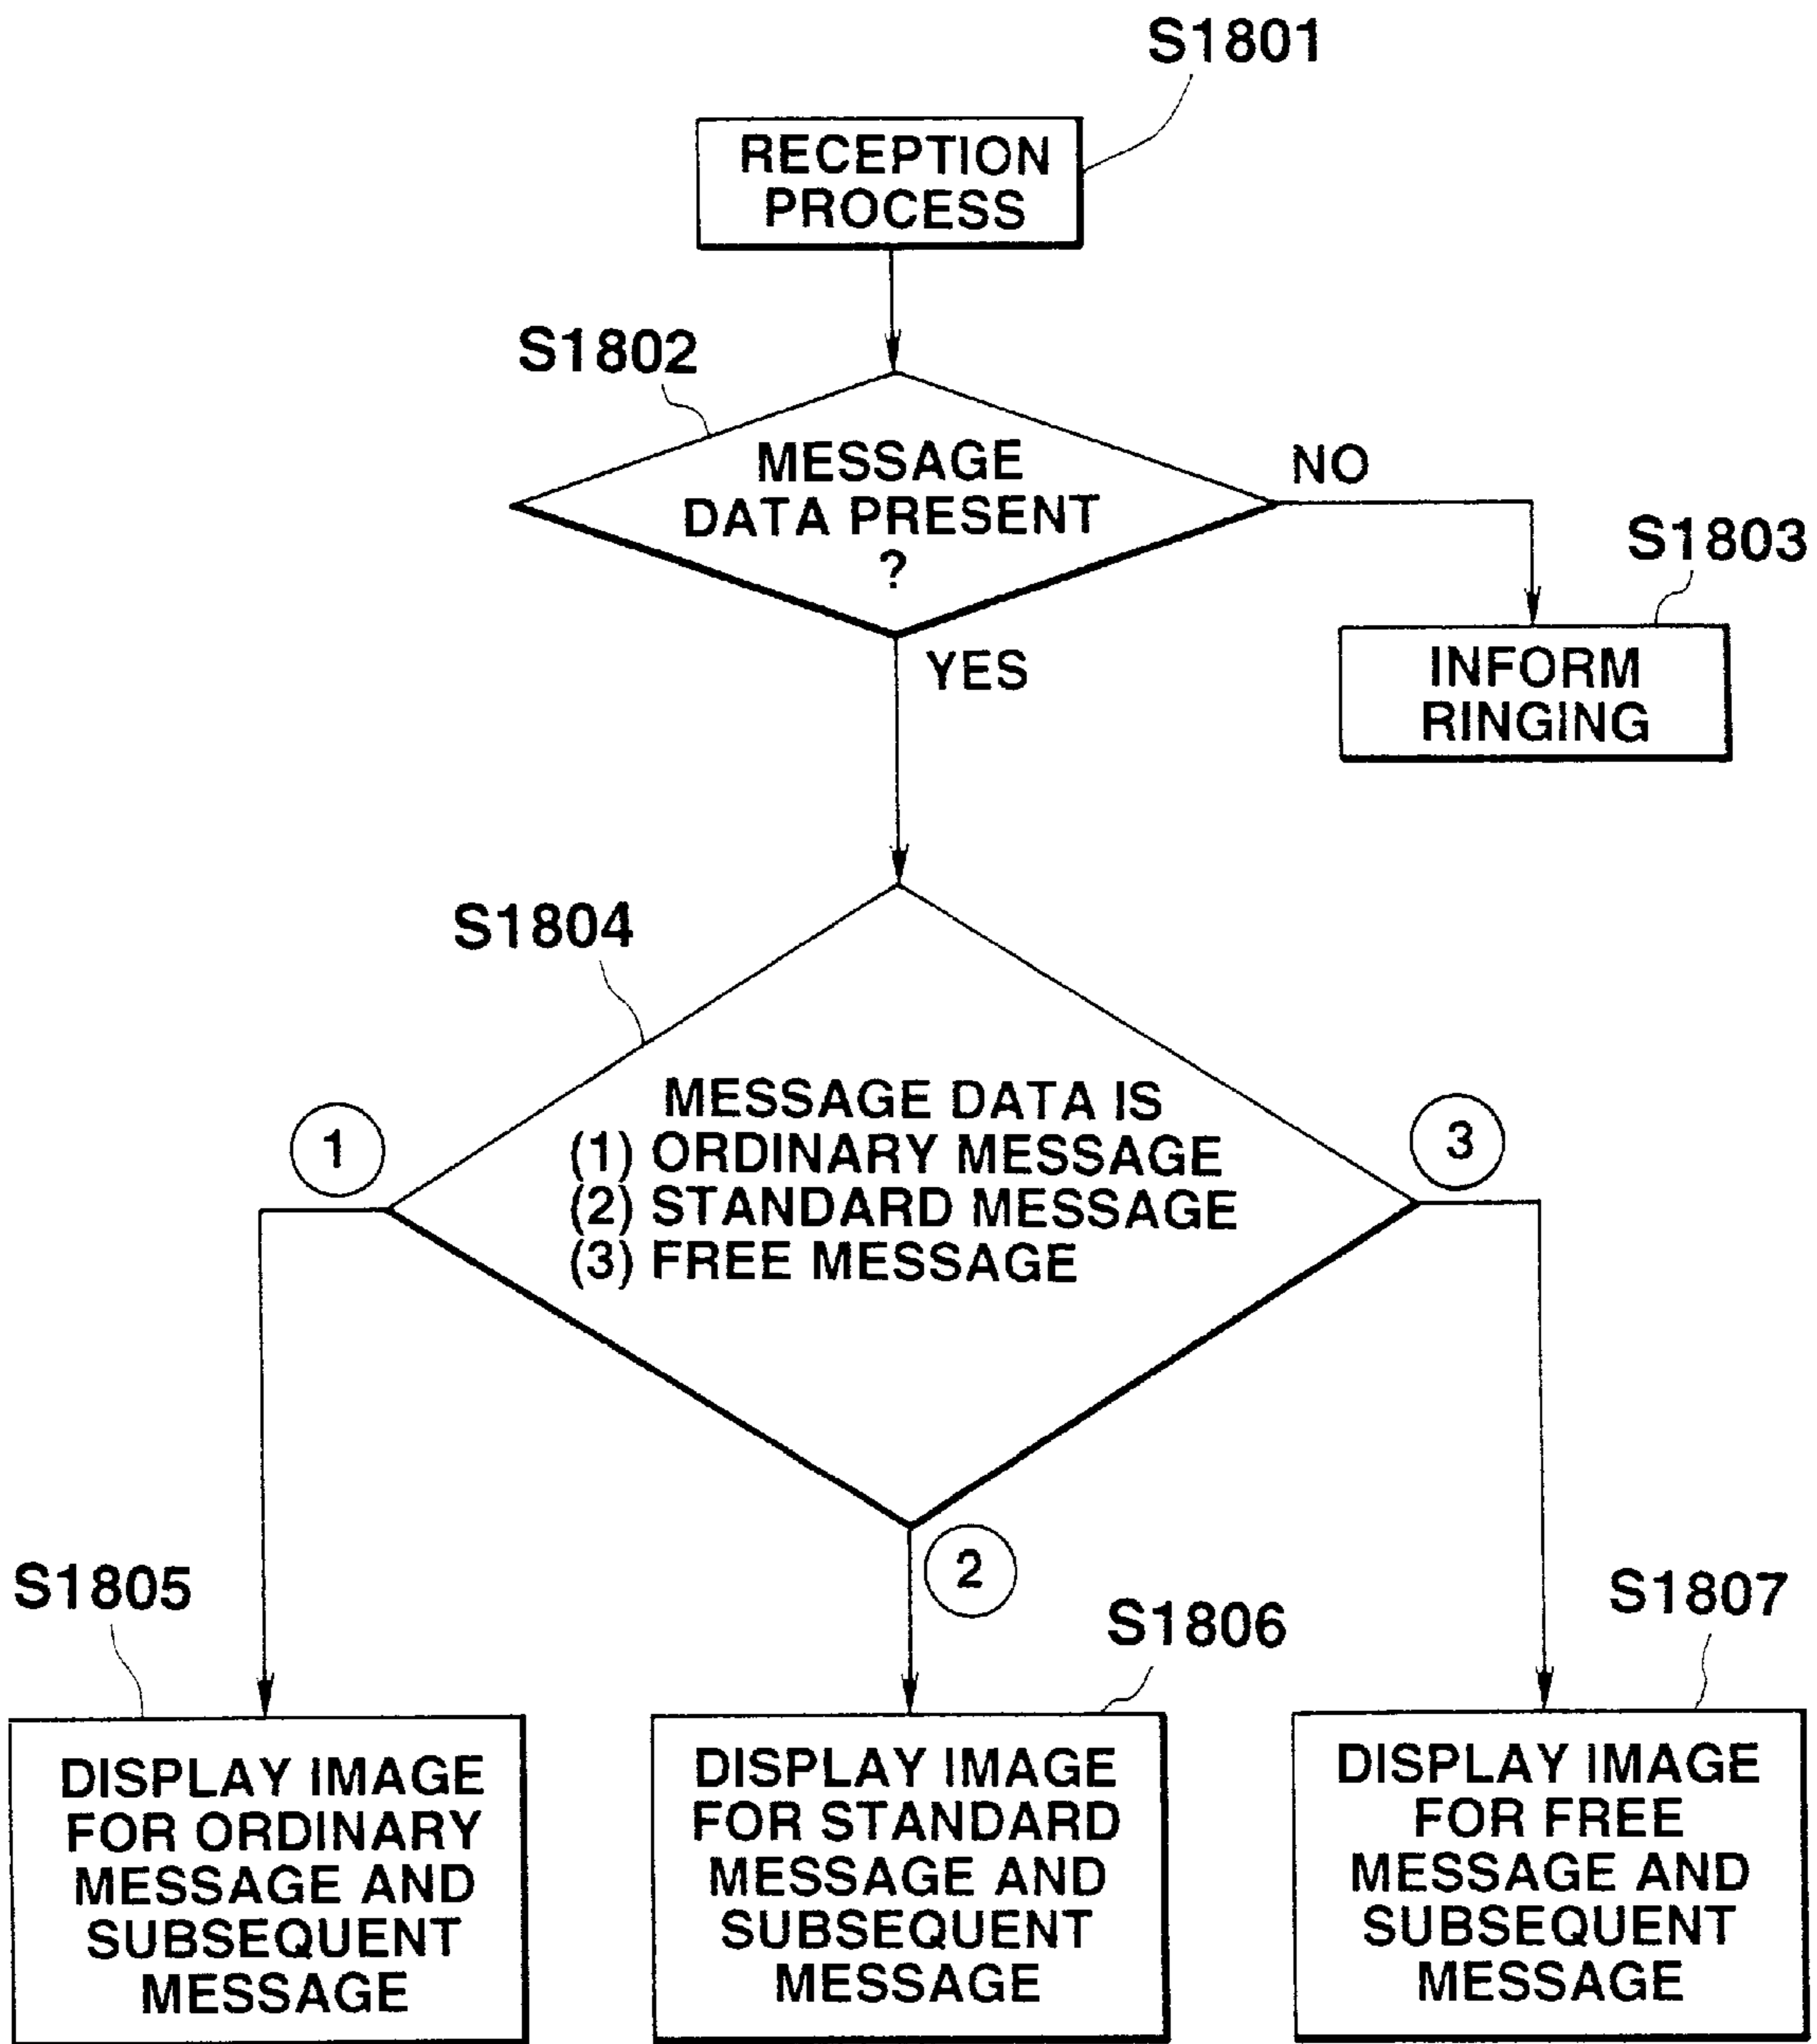 S1801
RECEPTION
PROCESS
S1802
MESSAGE
DATA PRESENT
?
NO
S1803
INFORM
RINGING
YES
S1804
MESSAGE DATA IS
(1) ORDINARY MESSAGE
(2) STANDARD MESSAGE
(3) FREE MESSAGE
1
3
2
S1805
DISPLAY IMAGE
FOR ORDINARY
MESSAGE AND
SUBSEQUENT
MESSAGE
S1806
DISPLAY IMAGE
FOR STANDARD
MESSAGE AND
SUBSEQUENT
MESSAGE
S1807
DISPLAY IMAGE
FOR FREE
MESSAGE AND
SUBSEQUENT
MESSAGE